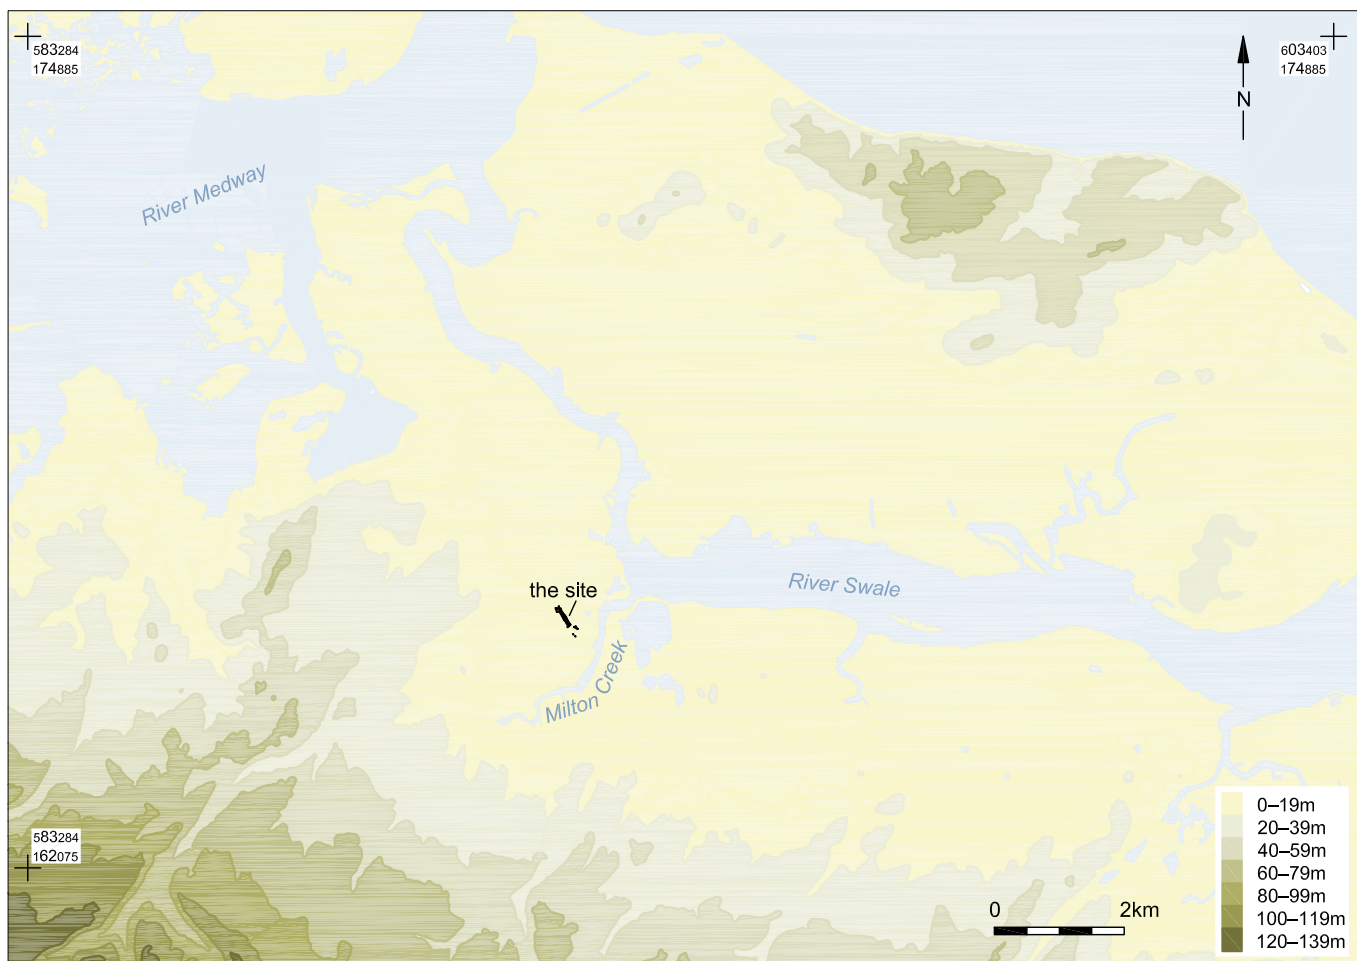 583284
174885
603403
174885
N
River Medway
the site
River Swale
Milton Creek
583284
162075
0 2km
0–19m
20–39m
40–59m
60–79m
80–99m
100–119m
120–139m